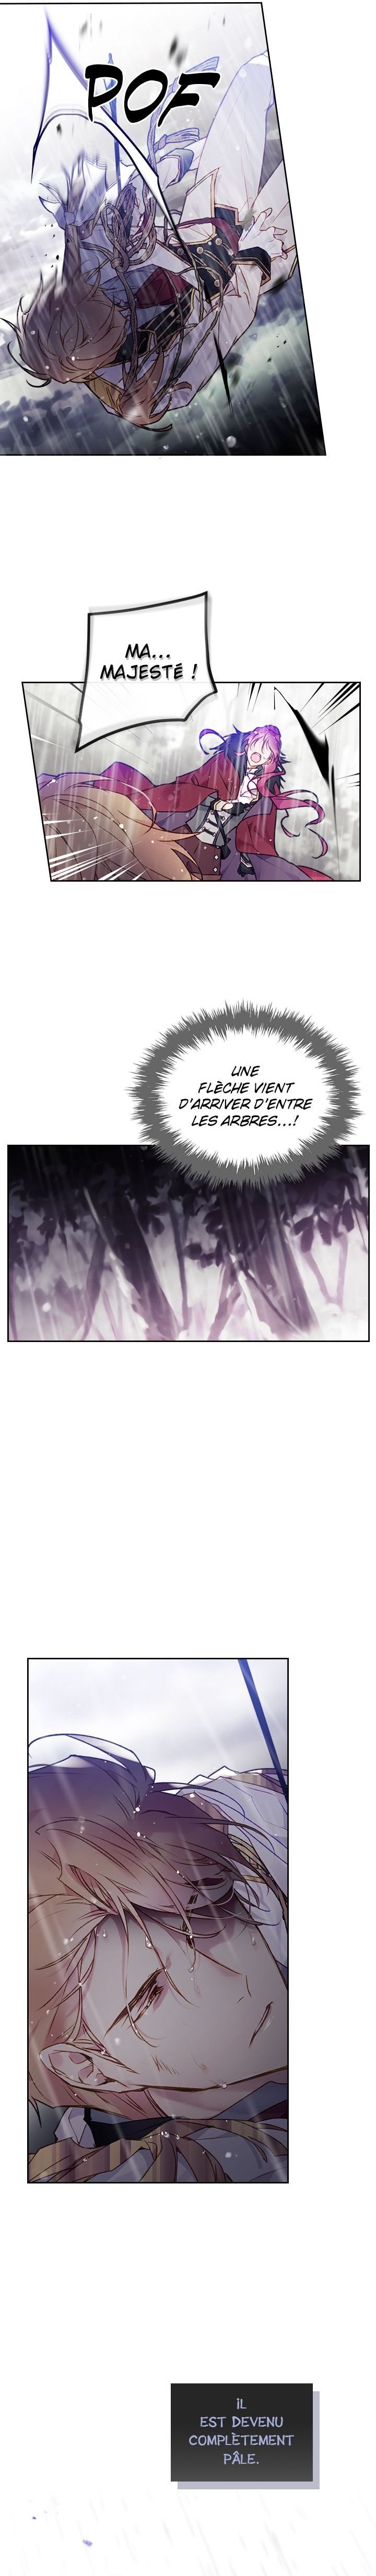 POF
MA...
MAJESTÉ !
UNE
FLÈCHE VIENT
D'ARRIVER D'ENTRE
LES ARBRES...!
IL
EST DEVENU
COMPLÈTEMENT
PÂLE.